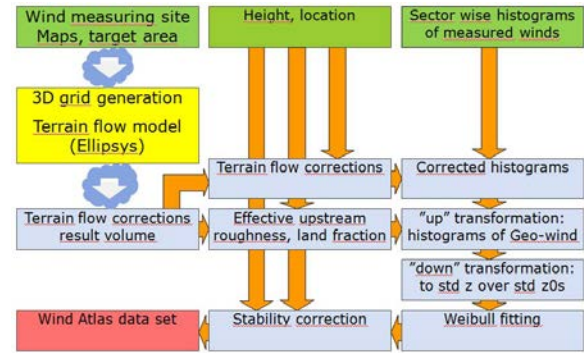 Wind measuring site
Maps, target area
Height, location
Sector wise histograms
of measured winds
3D grid generation
Terrain flow model
(Ellipsys)
Terrain flow corrections
Corrected histograms
Terrain flow corrections
result volume
Effective upstream
roughness, land fraction
"up" transformation:
histograms of Geo-wind
"down" transformation:
to std z over std z0s
Wind Atlas data set
Stability correction
Weibull fitting